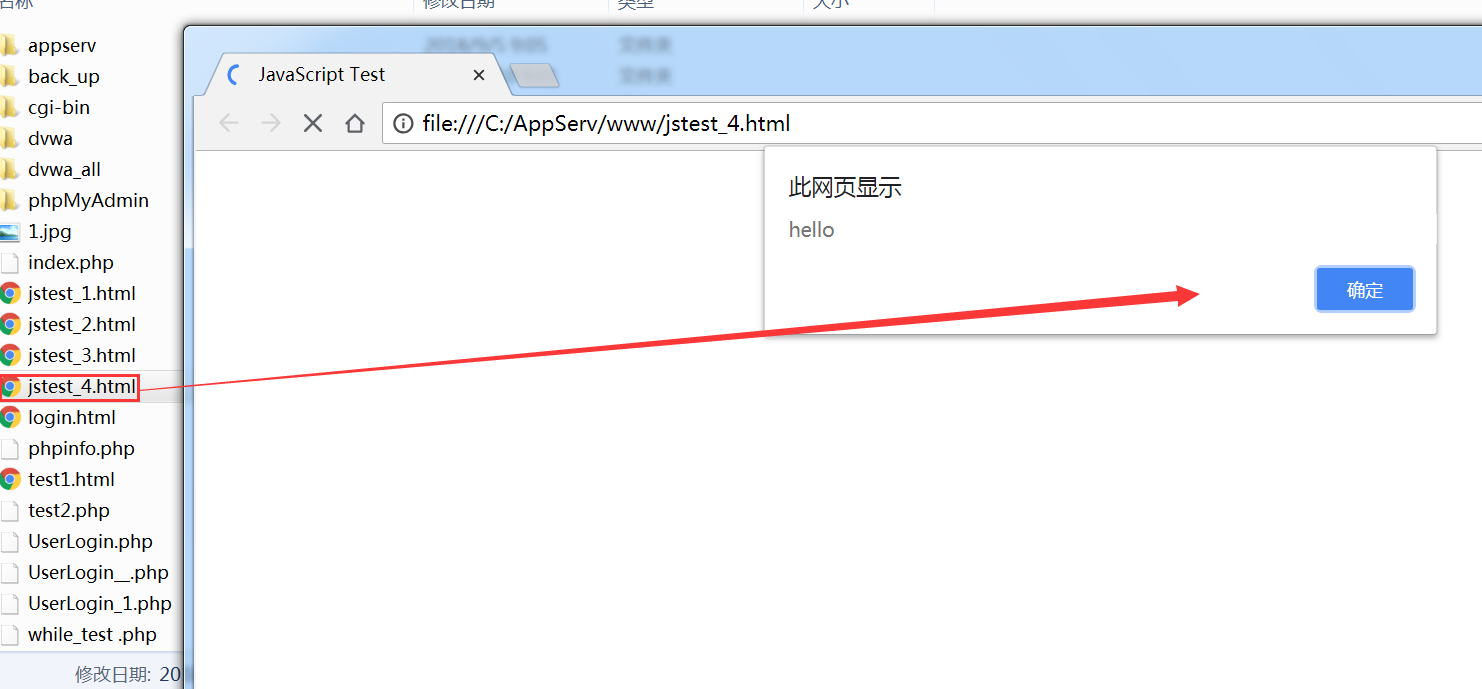 名称
修改日期
类型
大小
appserv
back_up
cgi-bin
dvwa
dvwa_all
phpMyAdmin
1.jpg
index.php
jstest_1.html
jstest_2.html
jstest_3.html
jstest_4.html
login.html
phpinfo.php
test1.html
test2.php
UserLogin.php
UserLogin__.php
UserLogin_1.php
while_test .php
修改日期: 20
JavaScript Test
file:///C:/AppServ/www/jstest_4.html
此网页显示
hello
确定